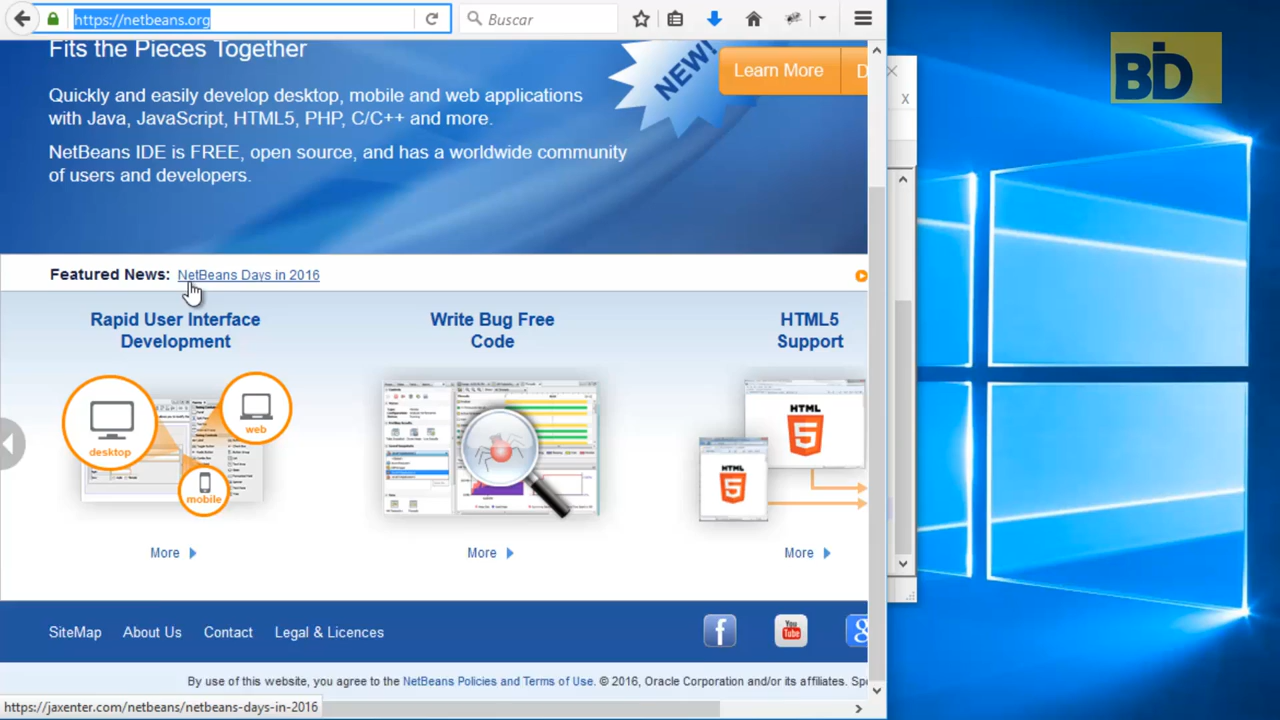 https://netbeans.org
Buscar
BID
Fits the Pieces Together
NEW!
Learn More
D
Quickly and easily develop desktop, mobile and web applications
with Java, JavaScript, HTML5, PHP, C/C++ and more.
NetBeans IDE is FREE, open source, and has a worldwide community
of users and developers.
Featured News: NetBeans Days in 2016
Rapid User Interface
Development
Write Bug Free
Code
HTML5
Support
desktop
web
mobile
HTML
5
HTML
5
More
More
More
SiteMap
About Us
Contact
Legal & Licences
f
You
Tube
8
By use of this website, you agree to the NetBeans Policies and Terms of Use. © 2016, Oracle Corporation and/or its affiliates. Sp
https://jaxenter.com/netbeans/netbeans-days-in-2016